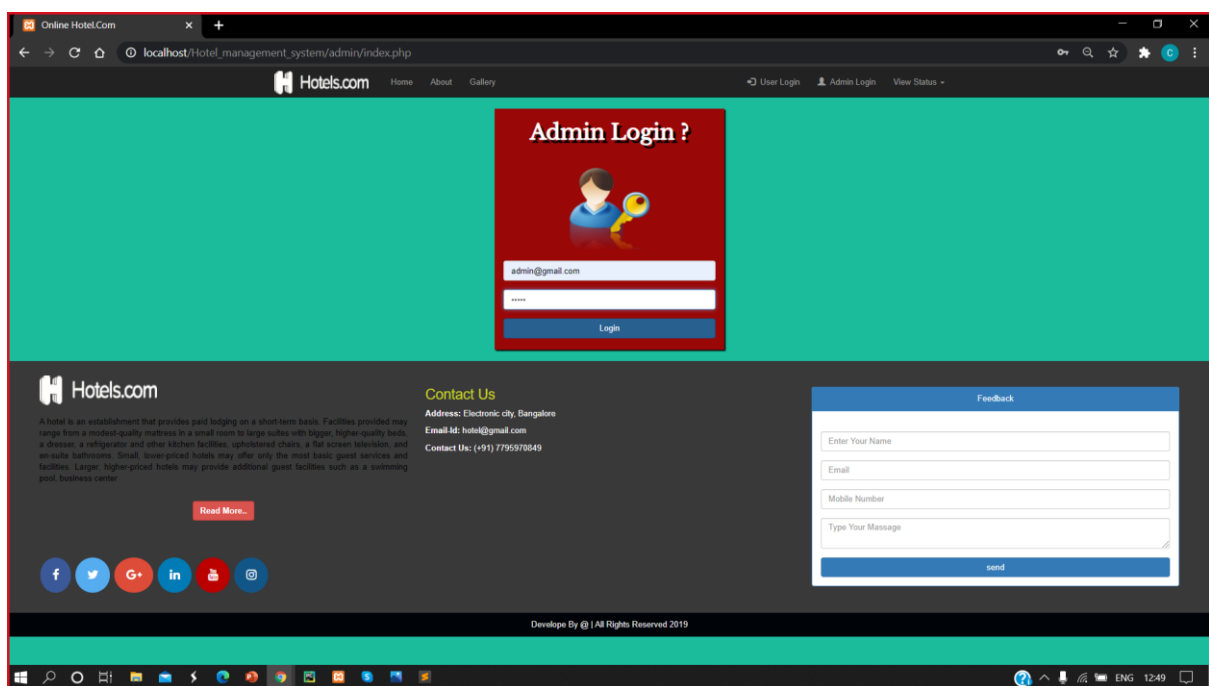 Online Hotel.Com
localhost/Hotel_management_system/admin/index.php
C
Hotels.com Home About Gallery User Login Admin Login View Status
Admin Login ?
admin@gmail.com
•••••
Login
Hotels.com
A hotel is an establishment that provides paid lodging on a short-term basis. Facilities provided may
range from a modest-quality mattress in a small room to large suites with bigger, higher-quality beds,
a dresser, a refrigerator and other kitchen facilities, upholstered chairs, a flat screen television, and
en-suite bathrooms. Small, lower-priced hotels may offer only the most basic guest services and
facilities. Larger, higher-priced hotels may provide additional guest facilities such as a swimming
pool, business center
Read More..
f G+ in You Tube
Contact Us
Address: Electronic city, Bangalore
Email-Id: hotel@gmail.com
Contact Us: (+91) 7795970849
Feedback
Enter Your Name
Email
Mobile Number
Type Your Massage
send
Develope By @ | All Rights Reserved 2019
ENG 12:49